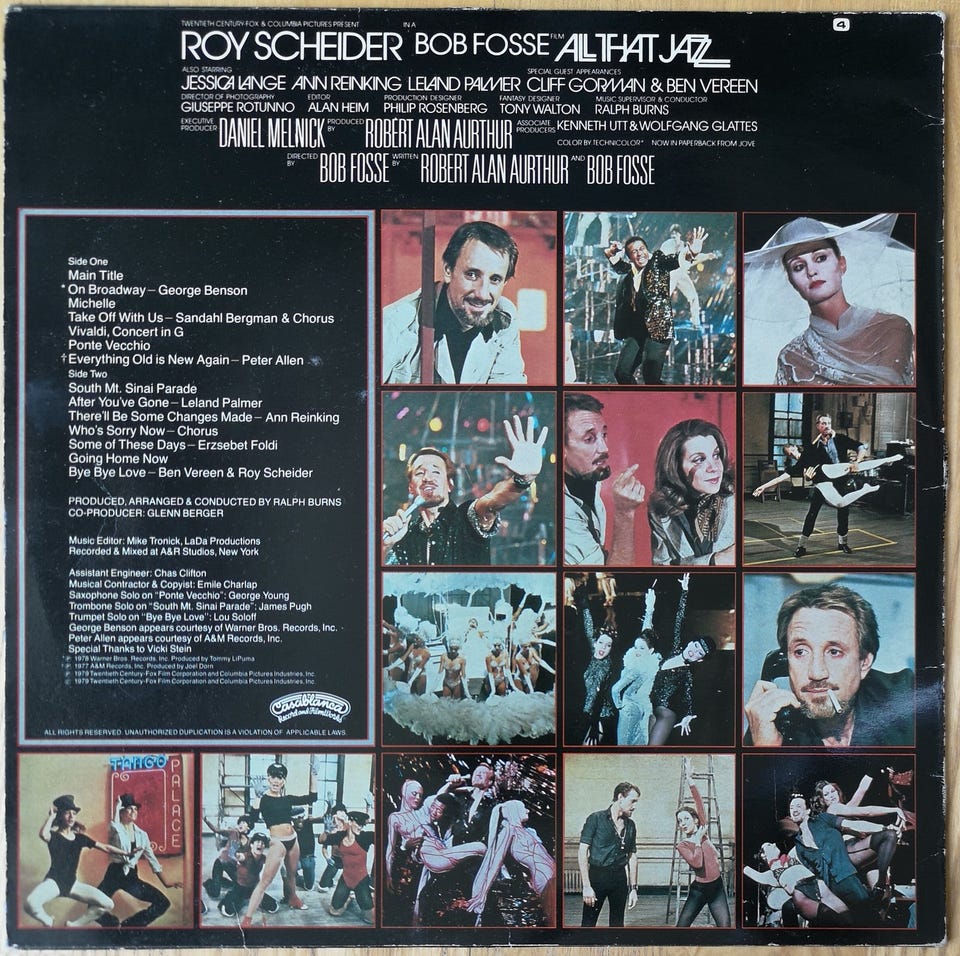 TWENTIETH CENTURY-FOX & COLUMBIA PICTURES PRESENT
IN A
4
ROY SCHEIDER BOB FOSSE FILM ALL THAT JAZZ
ALSO STARRING SPECIAL GUEST APPEARANCES
JESSICA LANGE ANN REINKING LELAND PALMER CLIFF GORMAN & BEN VEREEN
DIRECTOR OF PHOTOGRAPHY EDITOR PRODUCTION DESIGNER FANTASY DESIGNER MUSIC SUPERVISOR & CONDUCTOR
GIUSEPPE ROTUNNO ALAN HEIM PHILIP ROSENBERG TONY WALTON RALPH BURNS
EXECUTIVE PRODUCER DANIEL MELNICK PRODUCED BY ROBERT ALAN AURTHUR ASSOCIATE PRODUCERS KENNETH UTT & WOLFGANG GLATTES
COLOR BY TECHNICOLOR® NOW IN PAPERBACK FROM JOVE
DIRECTED BY BOB FOSSE WRITTEN BY ROBERT ALAN AURTHUR AND BOB FOSSE
Side One
Main Title
*On Broadway – George Benson
Michelle
Take Off With Us – Sandahl Bergman & Chorus
Vivaldi, Concert in G
Ponte Vecchio
†Everything Old is New Again – Peter Allen
Side Two
South Mt. Sinai Parade
After You've Gone – Leland Palmer
There'll Be Some Changes Made – Ann Reinking
Who's Sorry Now – Chorus
Some of These Days – Erzsebet Foldi
Going Home Now
Bye Bye Love – Ben Vereen & Roy Scheider
PRODUCED, ARRANGED & CONDUCTED BY RALPH BURNS
CO-PRODUCER: GLENN BERGER
Music Editor: Mike Tronick, LaDa Productions
Recorded & Mixed at A&R Studios, New York
Assistant Engineer: Chas Clifton
Musical Contractor & Copyist: Emile Charlap
Saxophone Solo on "Ponte Vecchio": George Young
Trombone Solo on "South Mt. Sinai Parade": James Pugh
Trumpet Solo on "Bye Bye Love": Lou Soloff
George Benson appears courtesy of Warner Bros. Records, Inc.
Peter Allen appears courtesy of A&M Records, Inc.
Special Thanks to Vicki Stein
*℗ 1978 Warner Bros. Records, Inc. Produced by Tommy LiPuma
†℗ 1977 A&M Records, Inc. Produced by Joel Dorn
℗ 1979 Twentieth Century-Fox Film Corporation and Columbia Pictures Industries, Inc.
© 1979 Twentieth Century-Fox Film Corporation and Columbia Pictures Industries, Inc.
Casablanca
Record and FilmWorks
ALL RIGHTS RESERVED. UNAUTHORIZED DUPLICATION IS A VIOLATION OF APPLICABLE LAWS.
TANGO
PALACE